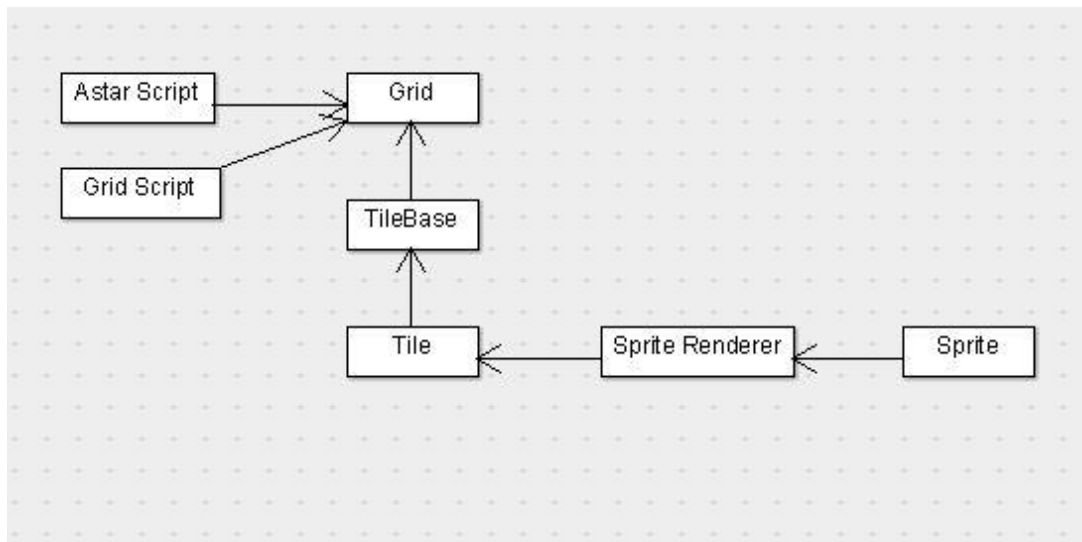 Astar Script
Grid
Grid Script
TileBase
Tile
Sprite Renderer
Sprite